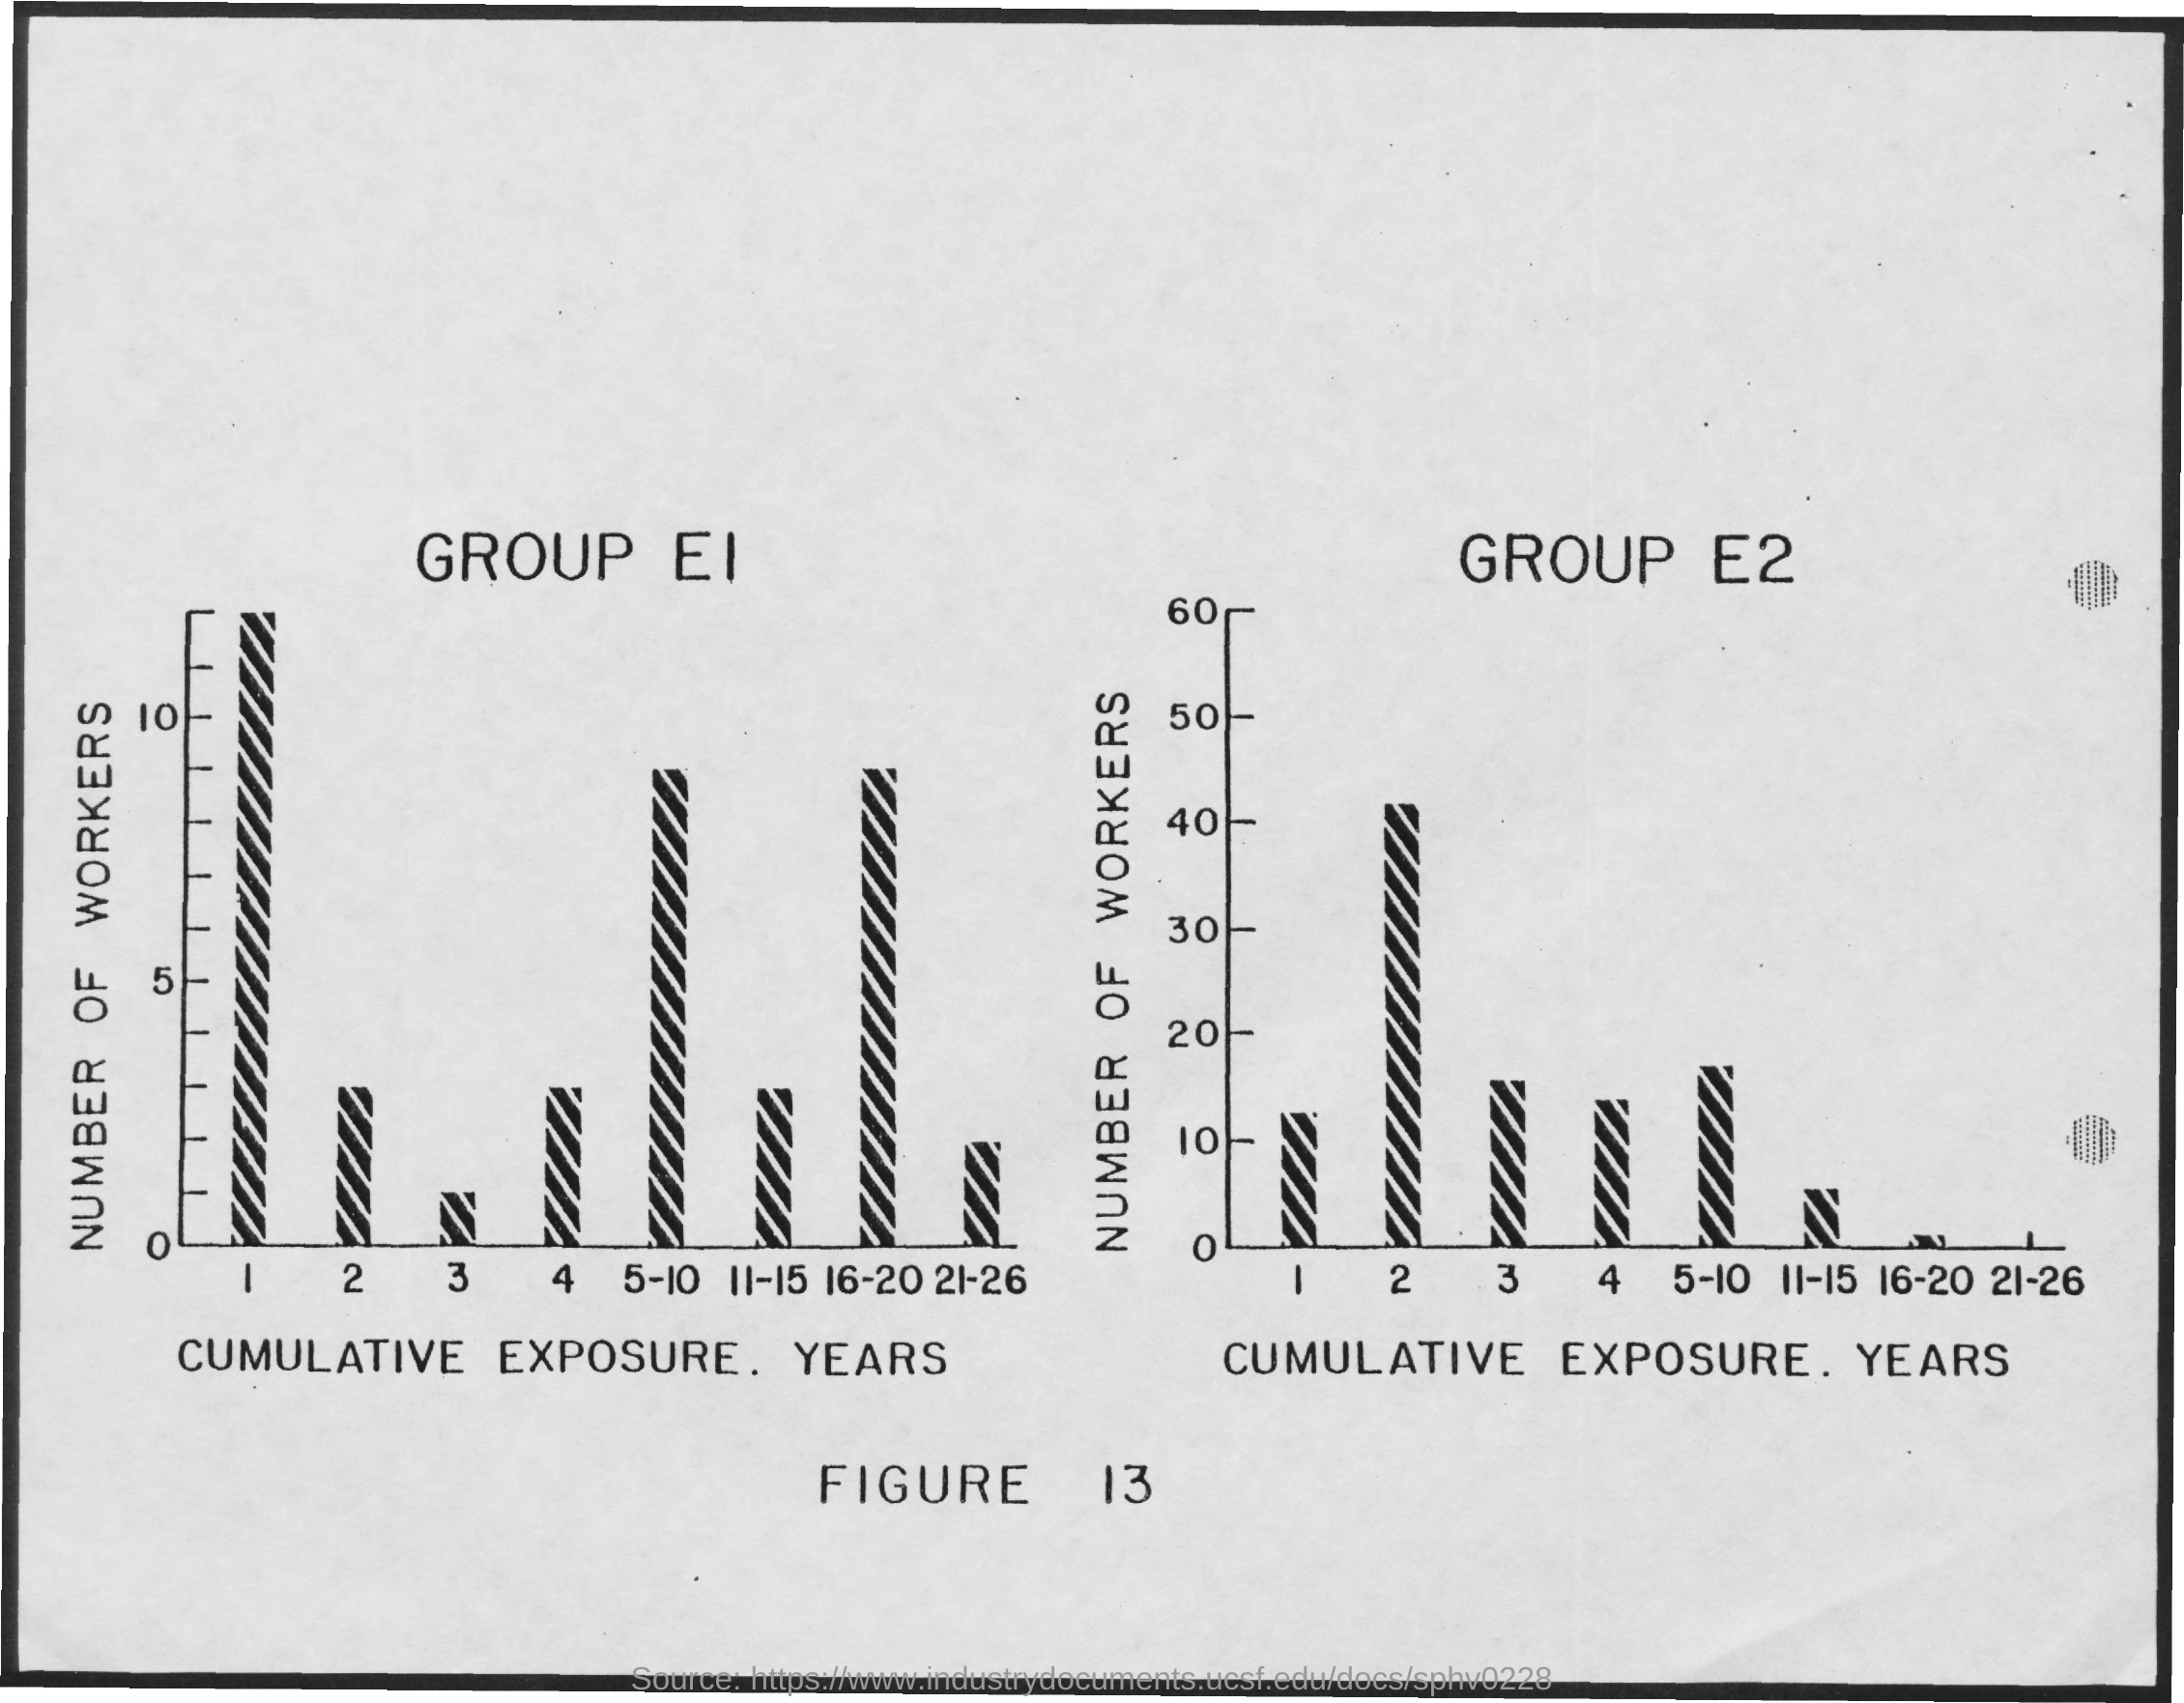 GROUP E1
NUMBER OF WORKERS
10
5
0
1 2 3 4 5-10 11-15 16-20 21-26
CUMULATIVE EXPOSURE. YEARS
GROUP E2
NUMBER OF WORKERS
60
50
40
30
20
10
0
1 2 3 4 5-10 11-15 16-20 21-26
CUMULATIVE EXPOSURE. YEARS
FIGURE 13
Source: https://www.industrydocuments.ucsf.edu/docs/sphv0228